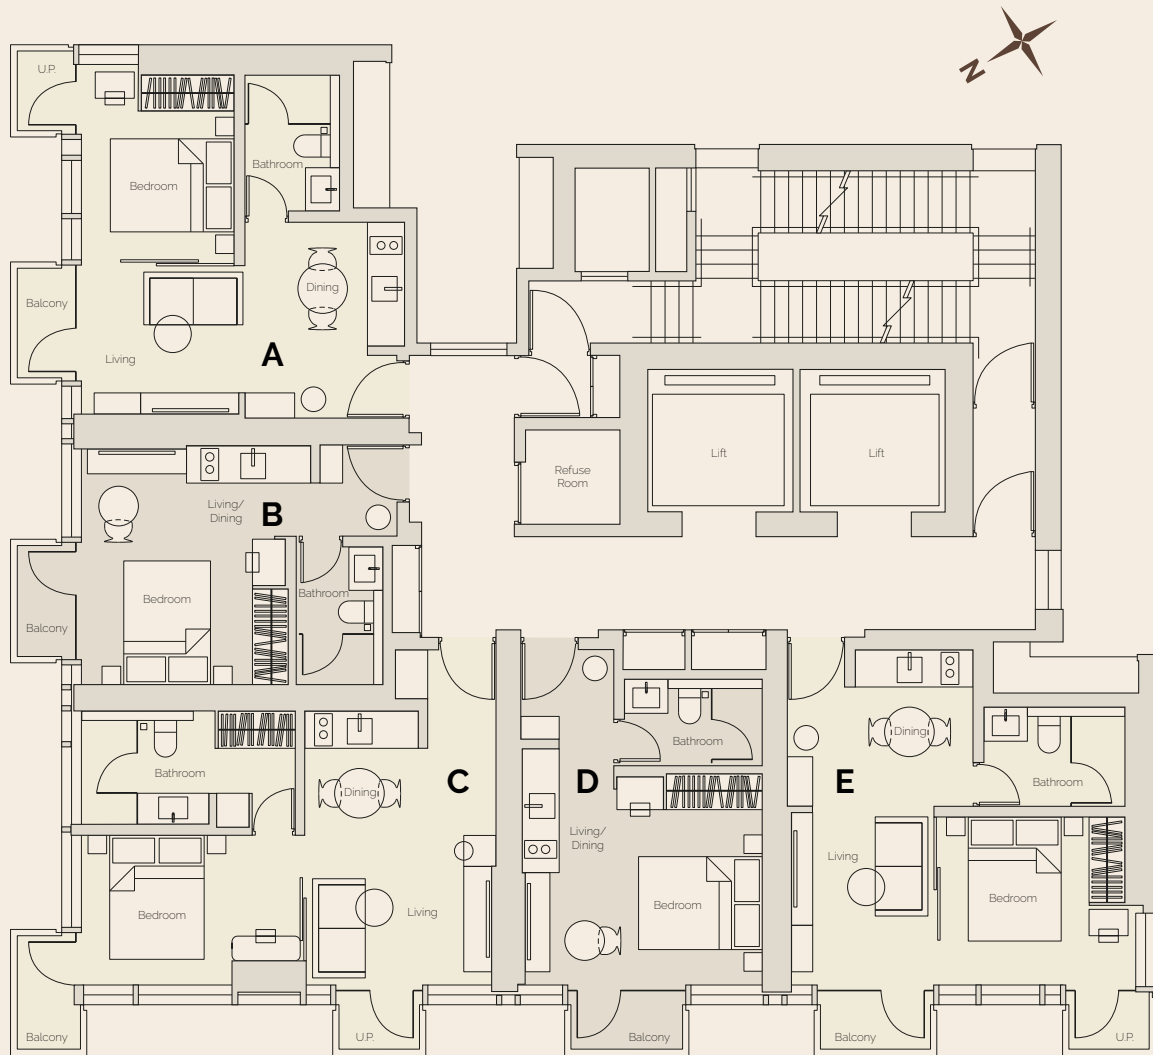 N
U.P.
Bedroom
Bathroom
Balcony
Dining
Living
A
Living/
Dining
B
Bedroom
Bathroom
Balcony
Refuse
Room
Lift
Lift
Bathroom
Dining
C
Bedroom
Living
Balcony
U.P.
Bathroom
D
Living/
Dining
Bedroom
Balcony
Dining
Bathroom
E
Living
Bedroom
Balcony
U.P.